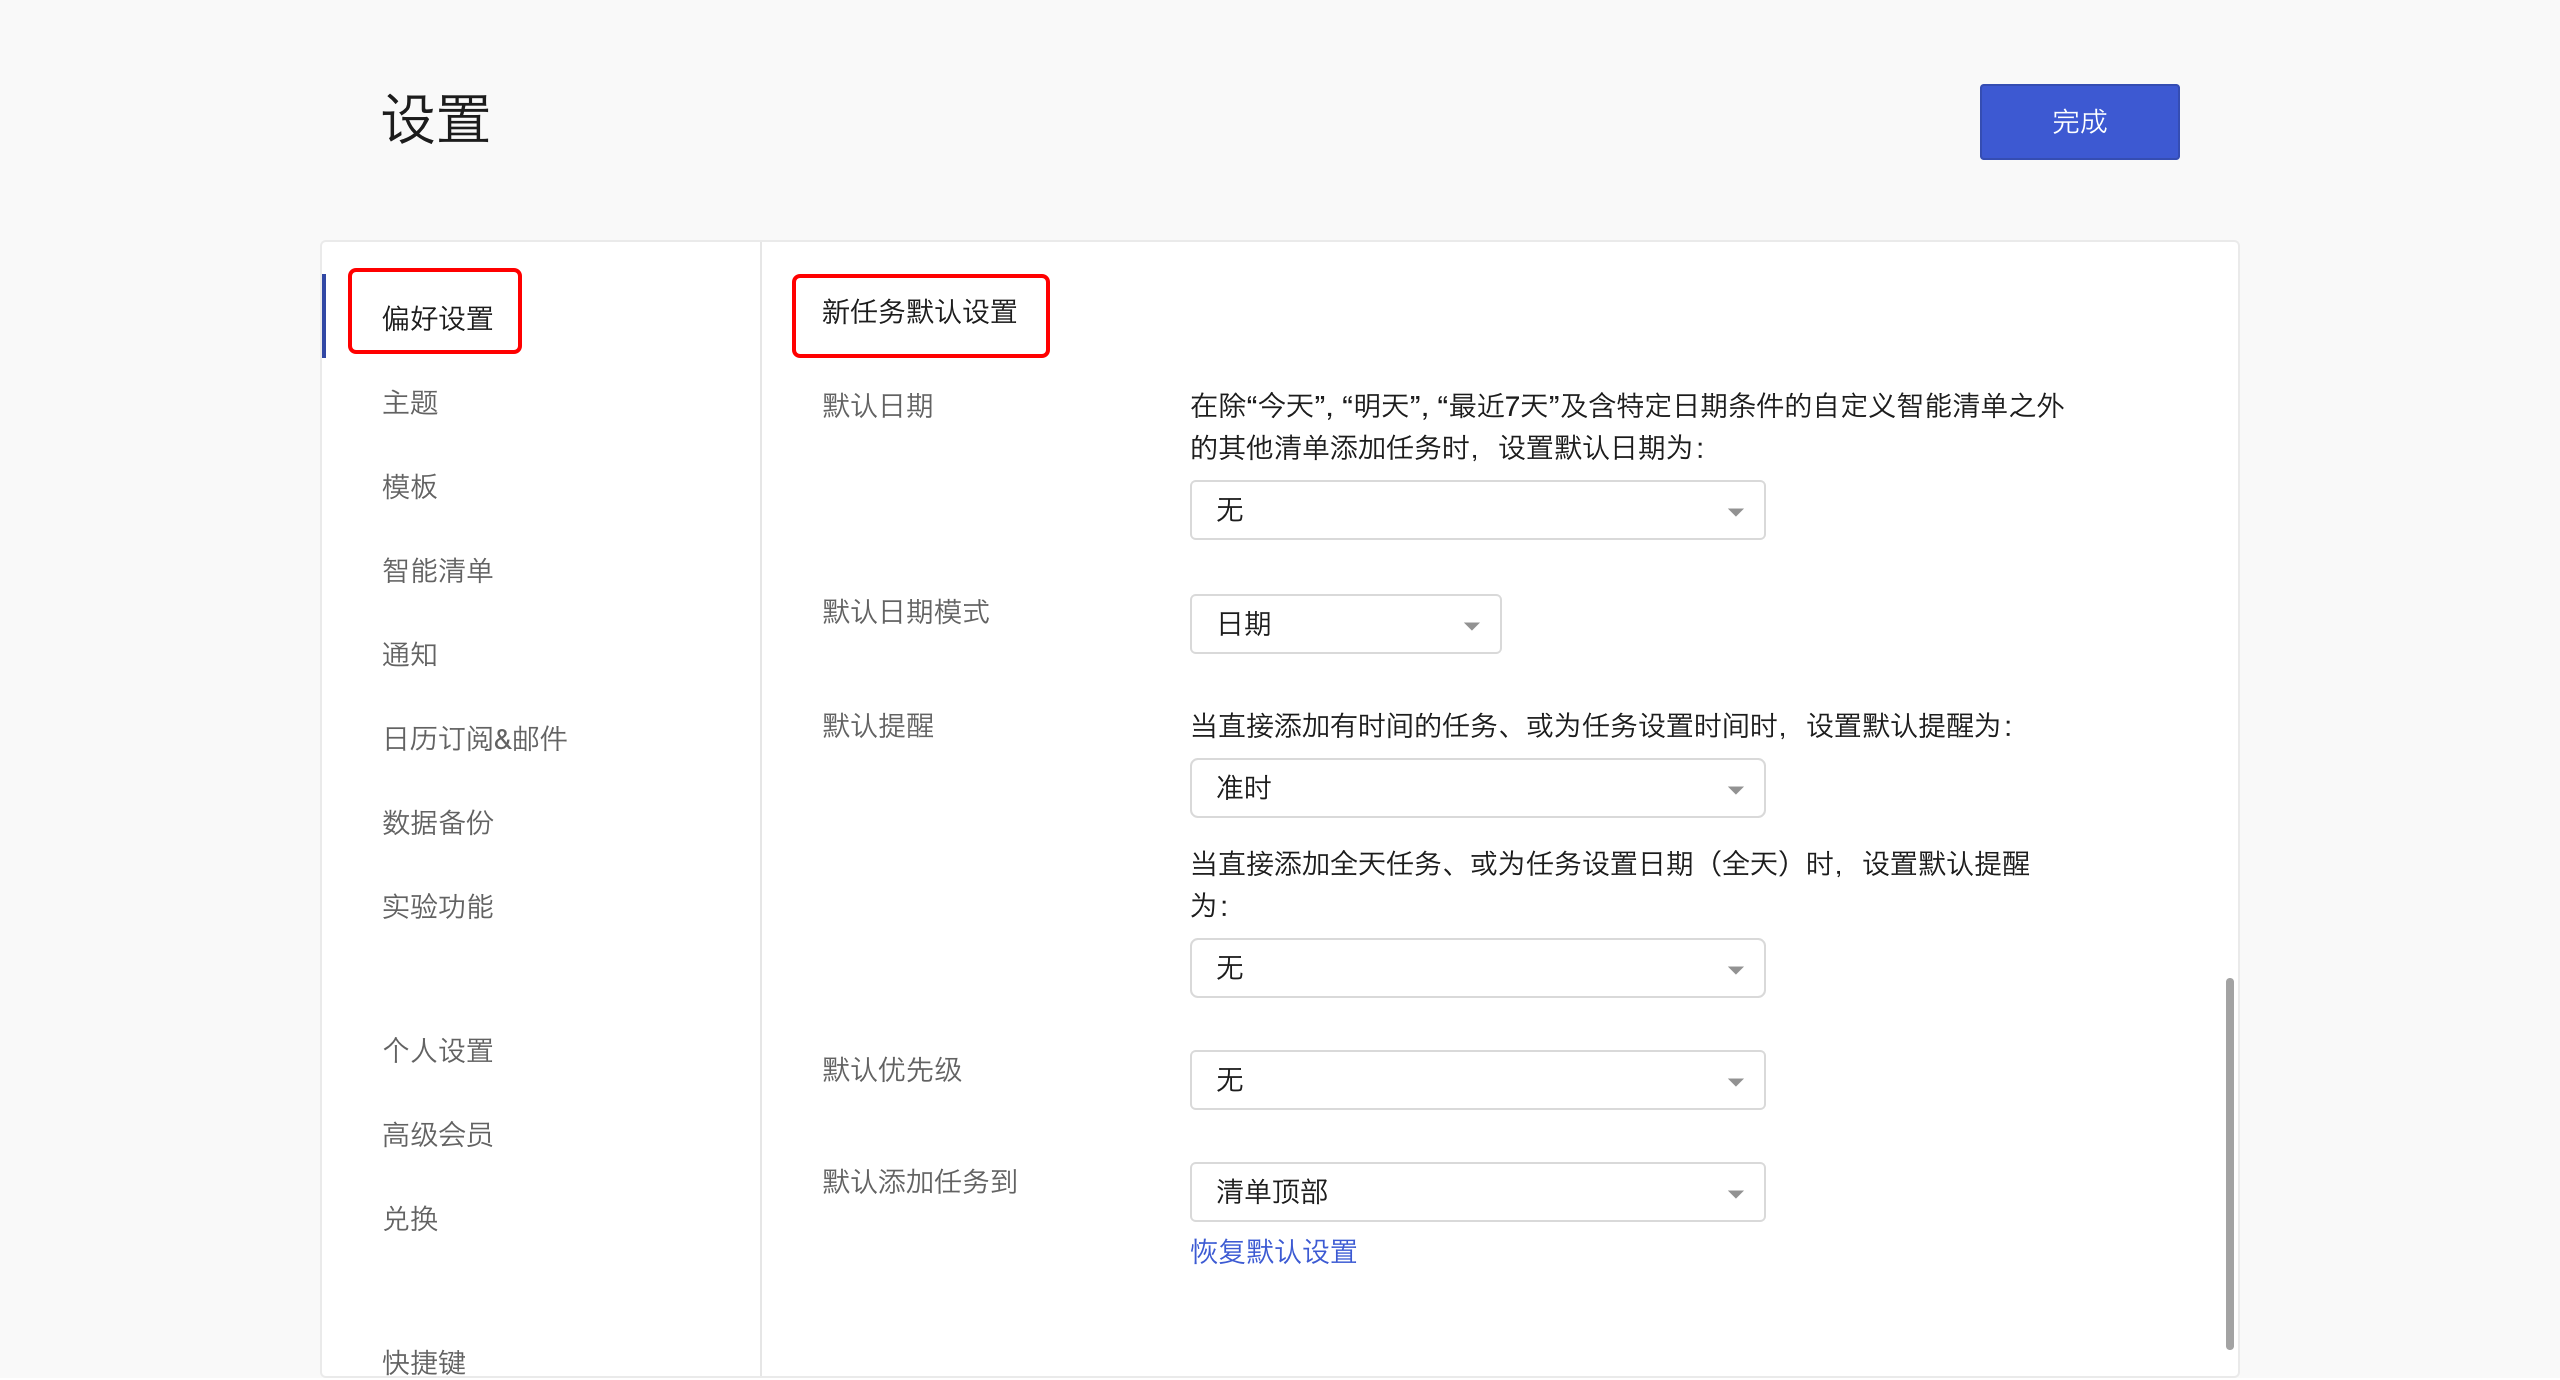 设置
完成
偏好设置
主题
模板
智能清单
通知
日历订阅&邮件
数据备份
实验功能
个人设置
高级会员
兑换
快捷键
新任务默认设置
默认日期
在除“今天”, “明天”, “最近7天”及含特定日期条件的自定义智能清单之外
的其他清单添加任务时，设置默认日期为：
无
默认日期模式
日期
默认提醒
当直接添加有时间的任务、或为任务设置时间时，设置默认提醒为：
准时
当直接添加全天任务、或为任务设置日期（全天）时，设置默认提醒
为：
无
默认优先级
无
默认添加任务到
清单顶部
恢复默认设置